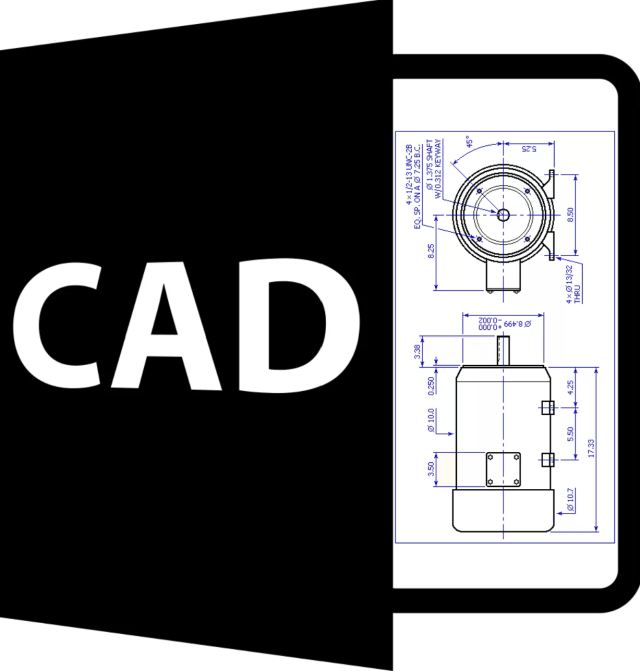 CAD
4 × 1/2-13 UNC-2B
EQ. SP. ON A Ø 7.25 B.C.
Ø 1.375 SHAFT
W/0.312 KEYWAY
45°
5.25
8.25
8.50
4 × Ø 13/32
THRU
Ø 8.499 +0.000
-0.002
3.38
0.250
Ø 10.0
3.50
4.25
5.50
17.33
Ø 10.7